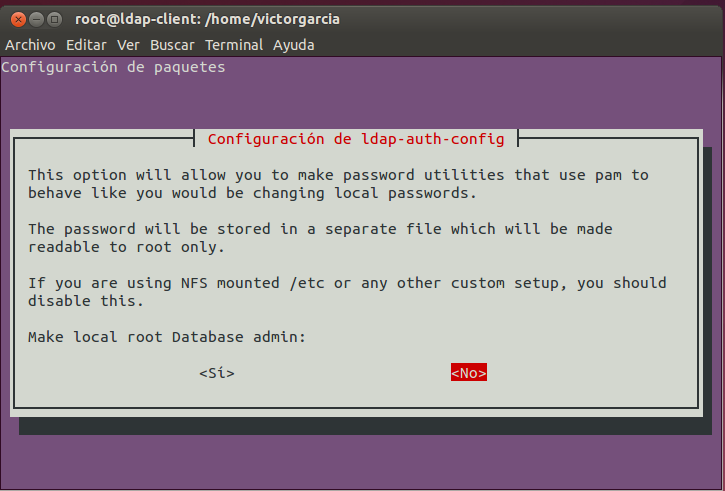 root@ldap-client: /home/victorgarcia
Archivo Editar Ver Buscar Terminal Ayuda
Configuración de paquetes
Configuración de ldap-auth-config
This option will allow you to make password utilities that use pam to
behave like you would be changing local passwords.
The password will be stored in a separate file which will be made
readable to root only.
If you are using NFS mounted /etc or any other custom setup, you should
disable this.
Make local root Database admin:
<Sí> <No>